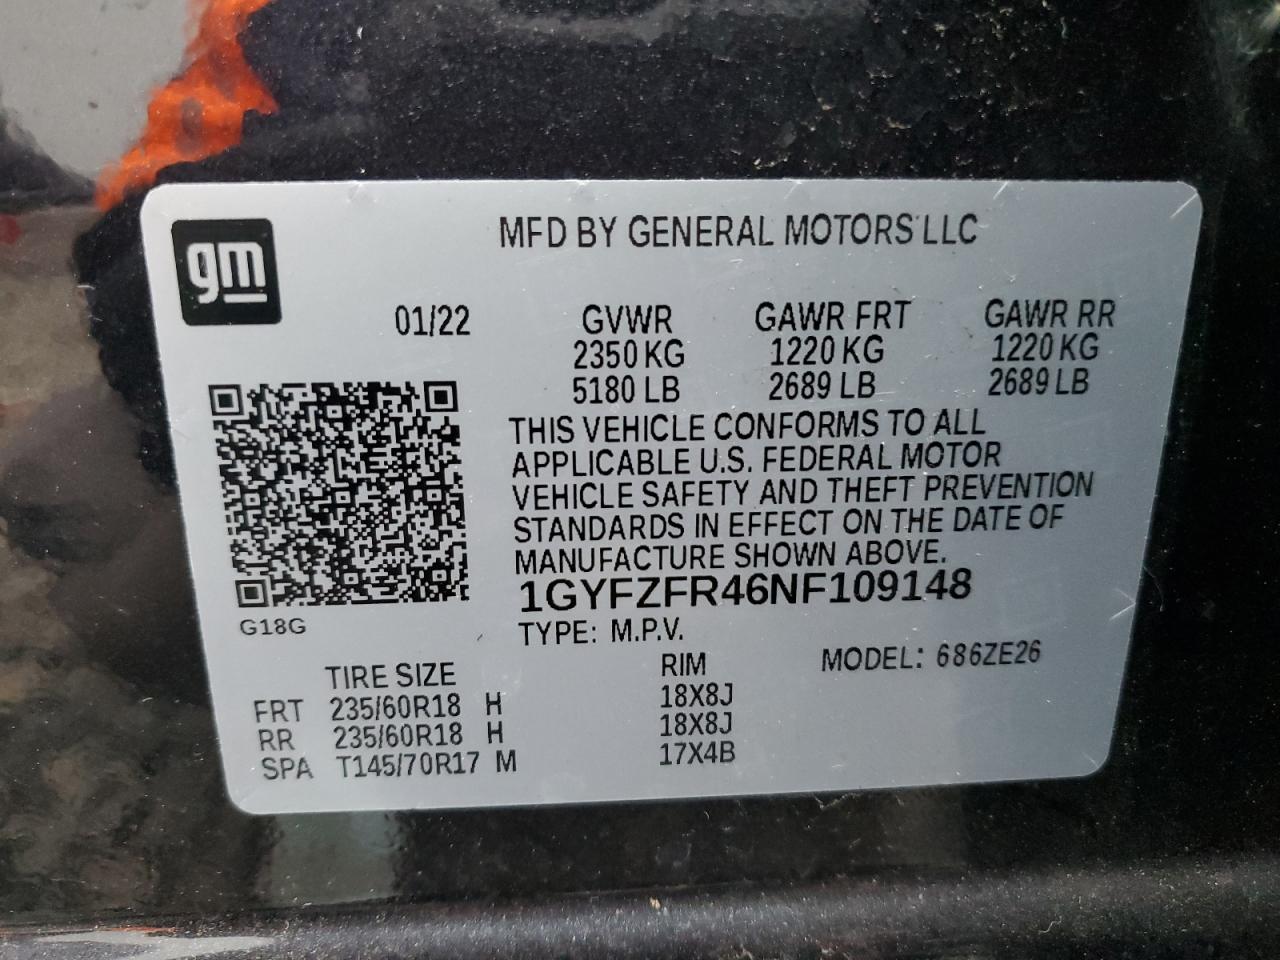 gm
MFD BY GENERAL MOTORS LLC
01/22 GVWR GAWR FRT GAWR RR
2350 KG 1220 KG 1220 KG
5180 LB 2689 LB 2689 LB
THIS VEHICLE CONFORMS TO ALL
APPLICABLE U.S. FEDERAL MOTOR
VEHICLE SAFETY AND THEFT PREVENTION
STANDARDS IN EFFECT ON THE DATE OF
MANUFACTURE SHOWN ABOVE.
1GYFZFR46NF109148
G18G
TYPE: M.P.V.
MODEL: 686ZE26
TIRE SIZE RIM
FRT 235/60R18 H 18X8J
RR 235/60R18 H 18X8J
SPA T145/70R17 M 17X4B